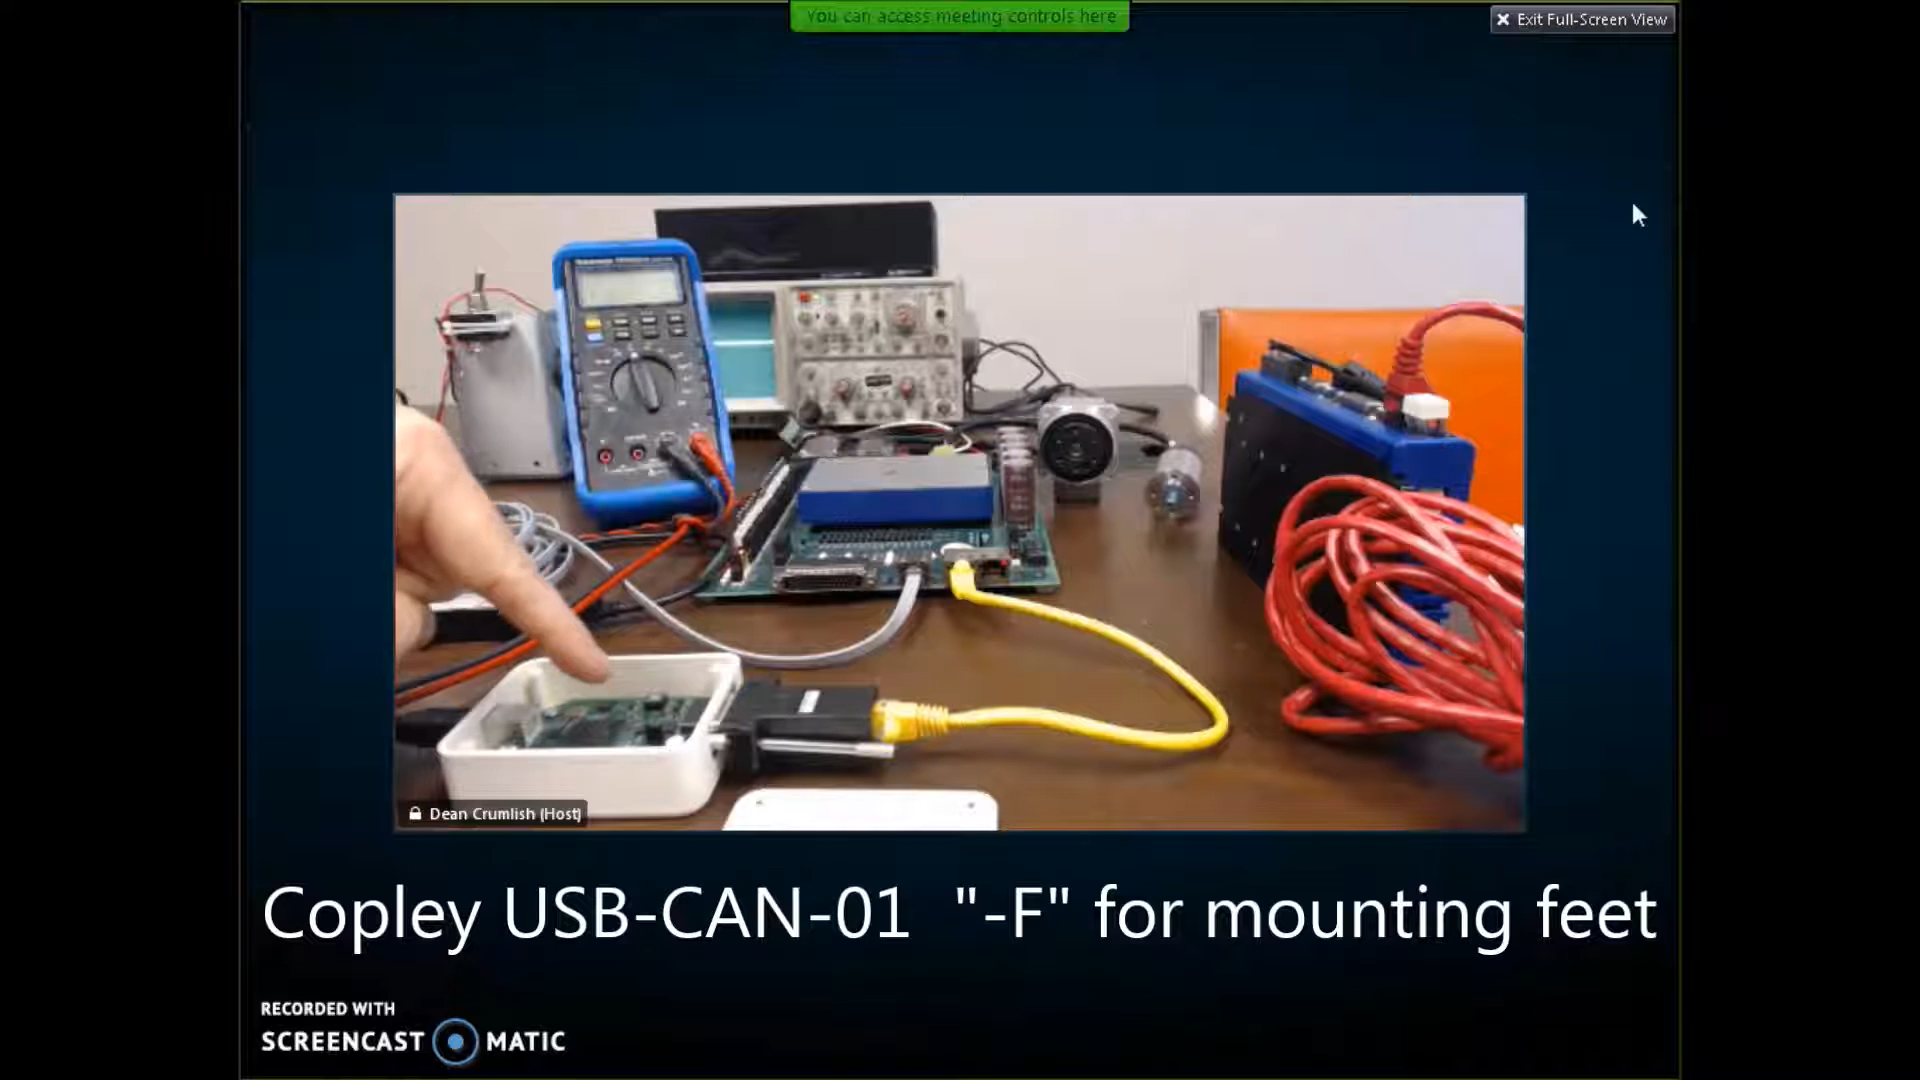 You can access meeting controls here
Exit Full-Screen View
Dean Crumlish (Host)
Copley USB-CAN-01 "-F" for mounting feet
RECORDED WITH
SCREENCAST MATIC